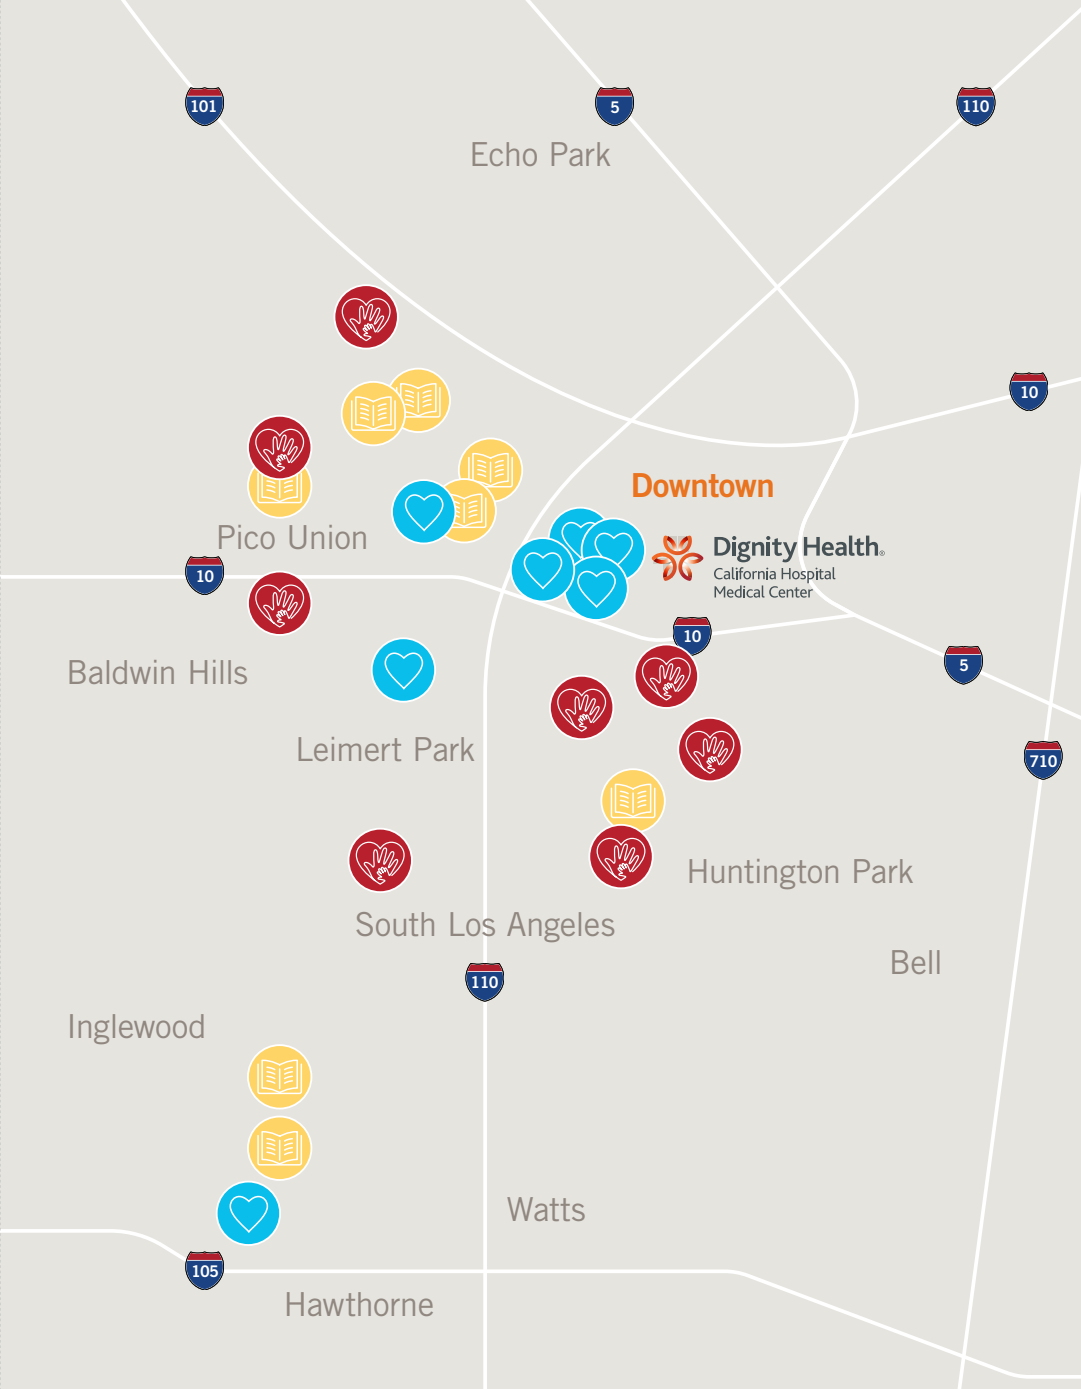 101
5
110
Echo Park
10
Downtown
Dignity Health®
California Hospital
Medical Center
Pico Union
10
10
5
Baldwin Hills
Leimert Park
710
Huntington Park
South Los Angeles
Bell
110
Inglewood
Watts
105
Hawthorne